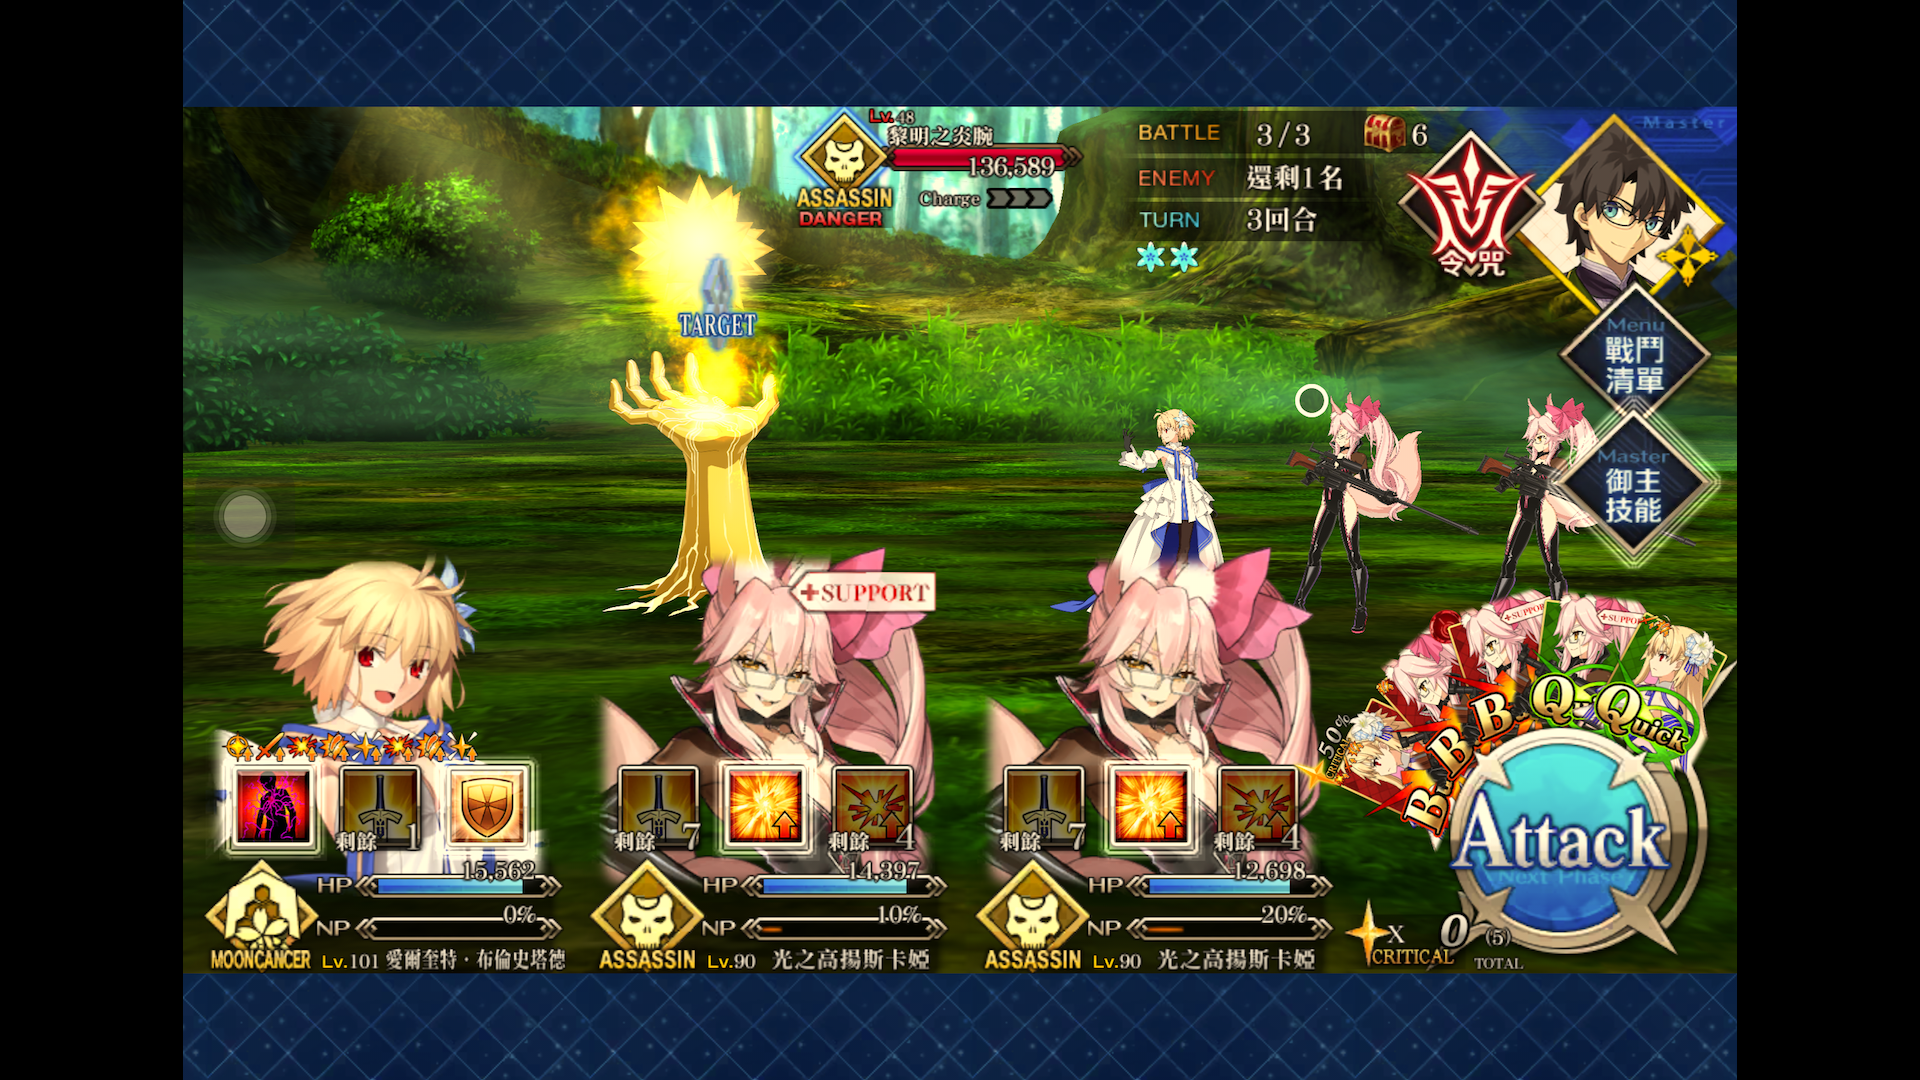 Master
Lv.48
黎明之炎腕
136,589
ASSASSIN
Charge
DANGER
BATTLE 3/3
6
ENEMY 還剩1名
TURN 3回合
令咒
TARGET
Menu
戰鬥
清單
Master
御主
技能
SUPPORT
SUPPO
50%
CRITICAL
B
B
B
Q
Quick
Attack
Next Phase
剩餘1
剩餘7
剩餘4
剩餘7
剩餘4
HP 15,562
NP 0%
MOONCANCER Lv.101 愛爾奎特·布倫史塔德
HP 14,397
NP 10%
ASSASSIN Lv.90 光之高揚斯卡婭
HP 12,698
NP 20%
ASSASSIN Lv.90 光之高揚斯卡婭
X 0 (5)
CRITICAL TOTAL